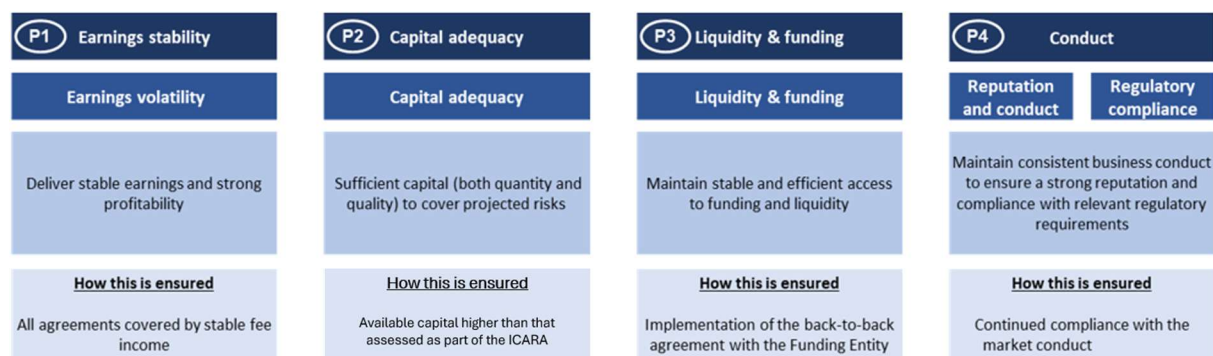 P1 Earnings stability
Earnings volatility
Deliver stable earnings and strong
profitability
How this is ensured
All agreements covered by stable fee
income
P2 Capital adequacy
Capital adequacy
Sufficient capital (both quantity and
quality) to cover projected risks
How this is ensured
Available capital higher than that
assessed as part of the ICARA
P3 Liquidity & funding
Liquidity & funding
Maintain stable and efficient access
to funding and liquidity
How this is ensured
Implementation of the back-to-back
agreement with the Funding Entity
P4 Conduct
Reputation
and conduct
Regulatory
compliance
Maintain consistent business conduct
to ensure a strong reputation and
compliance with relevant regulatory
requirements
How this is ensured
Continued compliance with the
market conduct